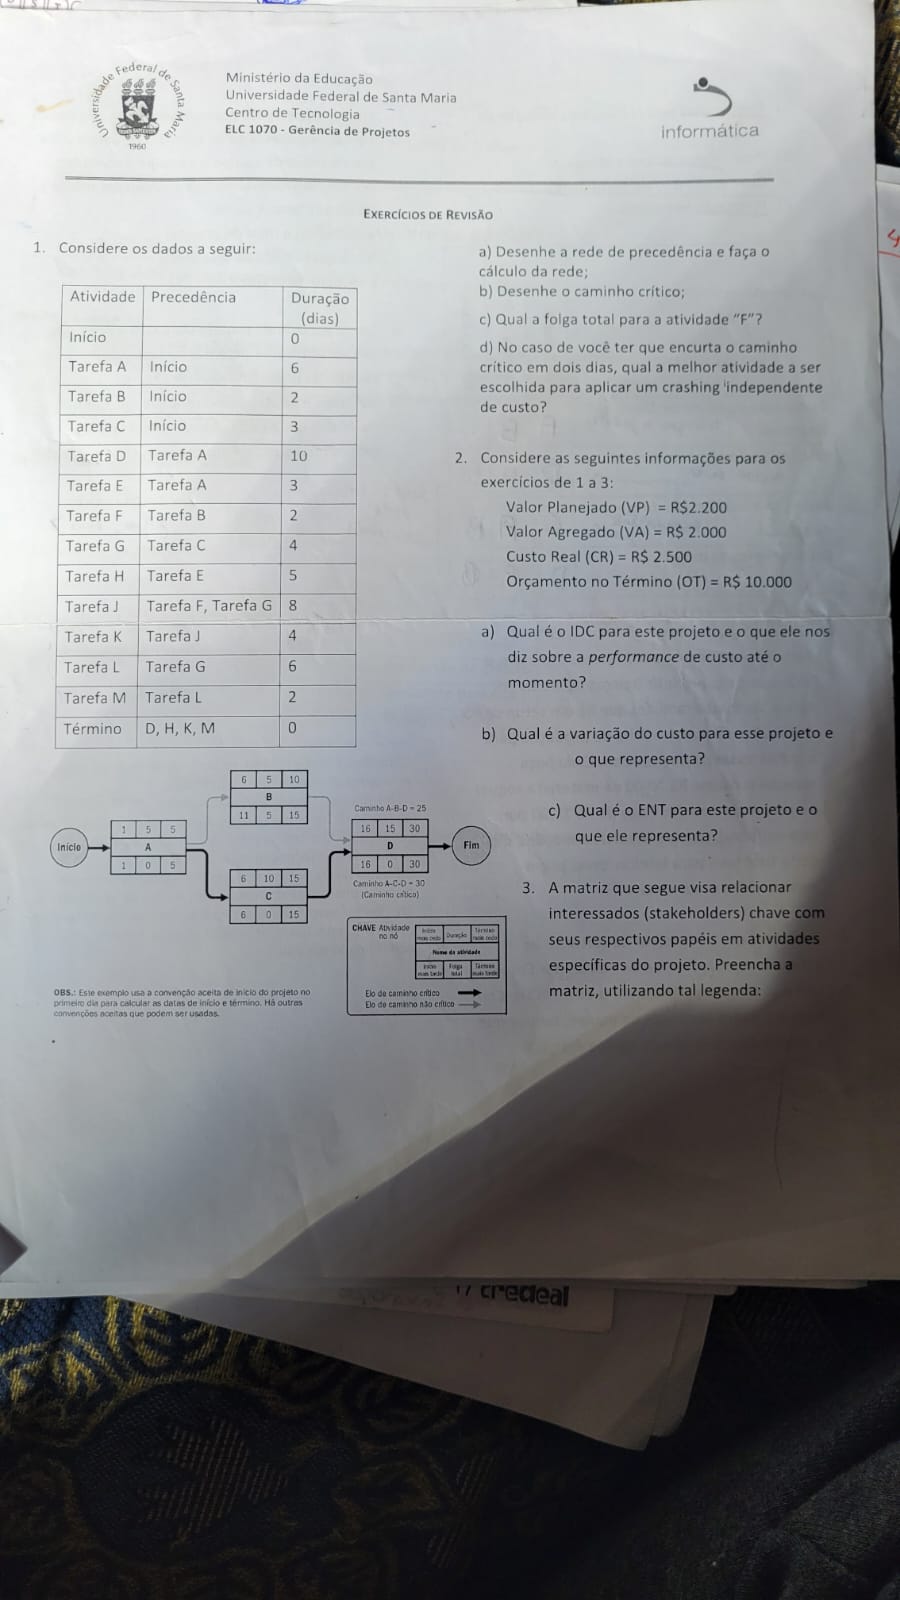 Universidade Federal de Santa Maria
1960
Ministério da Educação
Universidade Federal de Santa Maria
Centro de Tecnologia
ELC 1070 - Gerência de Projetos
informática
EXERCÍCIOS DE REVISÃO
1. Considere os dados a seguir:
Atividade Precedência Duração (dias)
Início 0
Tarefa A Início 6
Tarefa B Início 2
Tarefa C Início 3
Tarefa D Tarefa A 10
Tarefa E Tarefa A 3
Tarefa F Tarefa B 2
Tarefa G Tarefa C 4
Tarefa H Tarefa E 5
Tarefa J Tarefa F, Tarefa G 8
Tarefa K Tarefa J 4
Tarefa L Tarefa G 6
Tarefa M Tarefa L 2
Término D, H, K, M 0
6 5 10
B
11 5 15
Início
1 5 5
A
1 0 5
6 10 15
C
6 0 15
Caminho A-B-D = 25
16 15 30
D
16 0 30
Fim
Caminho A-C-D = 30
(Caminho crítico)
CHAVE Atividade
no nó
Início mais cedo Duração Término mais cedo
Nome da atividade
Início mais tarde Folga total Término mais tarde
Elo de caminho crítico
Elo de caminho não crítico
OBS.: Este exemplo usa a convenção aceita de início do projeto no
primeiro dia para calcular as datas de início e término. Há outras
convenções aceitas que podem ser usadas.
a) Desenhe a rede de precedência e faça o
cálculo da rede;
b) Desenhe o caminho crítico;
c) Qual a folga total para a atividade "F"?
d) No caso de você ter que encurta o caminho
crítico em dois dias, qual a melhor atividade a ser
escolhida para aplicar um crashing independente
de custo?
2. Considere as seguintes informações para os
exercícios de 1 a 3:
Valor Planejado (VP) = R$2.200
Valor Agregado (VA) = R$ 2.000
Custo Real (CR) = R$ 2.500
Orçamento no Término (OT) = R$ 10.000
a) Qual é o IDC para este projeto e o que ele nos
diz sobre a performance de custo até o
momento?
b) Qual é a variação do custo para esse projeto e
o que representa?
c) Qual é o ENT para este projeto e o
que ele representa?
3. A matriz que segue visa relacionar
interessados (stakeholders) chave com
seus respectivos papéis em atividades
específicas do projeto. Preencha a
matriz, utilizando tal legenda:
credeal